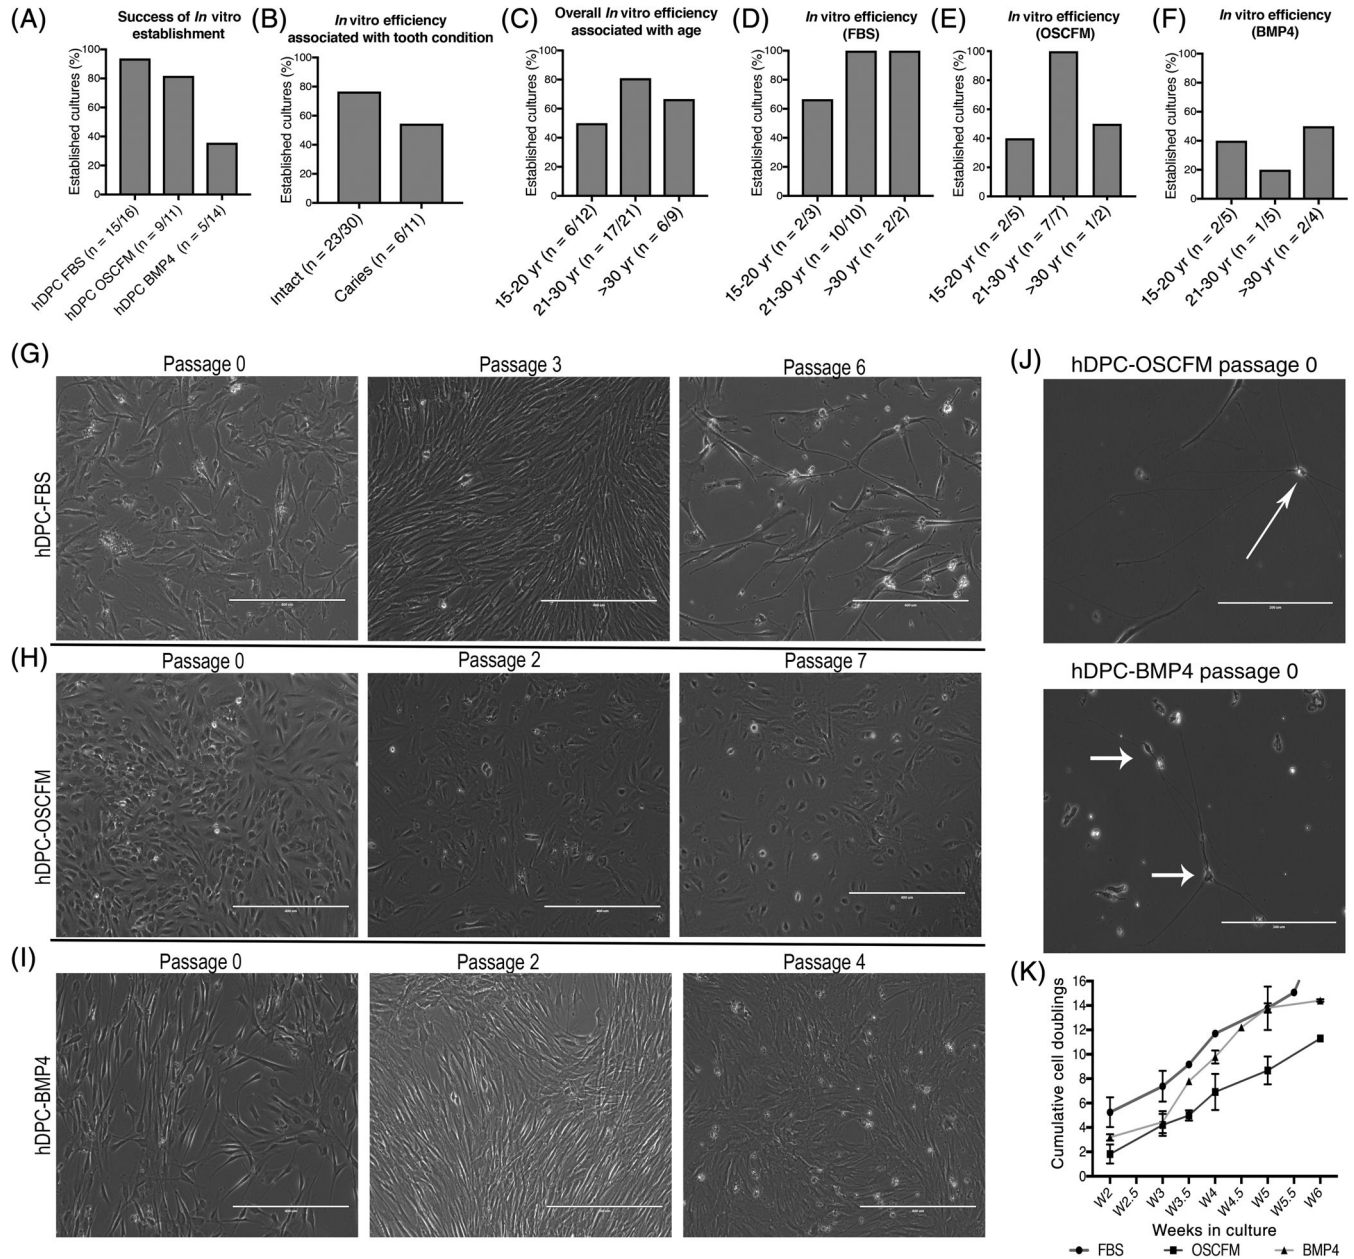 (A)
Success of In vitro
establishment
Established cultures (%)
100
80
60
40
20
0
hDPC FBS (n = 15/16)
hDPC OSCFM (n = 9/11)
hDPC BMP4 (n = 5/14)
(B)
In vitro efficiency
associated with tooth condition
Established cultures (%)
100
80
60
40
20
0
Intact (n = 23/30)
Caries (n = 6/11)
(C)
Overall In vitro efficiency
associated with age
Established cultures (%)
100
80
60
40
20
0
15-20 yr (n = 6/12)
21-30 yr (n = 17/21)
>30 yr (n = 6/9)
(D)
In vitro efficiency
(FBS)
Established cultures (%)
100
80
60
40
20
0
15-20 yr (n = 2/3)
21-30 yr (n = 10/10)
>30 yr (n = 2/2)
(E)
In vitro efficiency
(OSCFM)
Established cultures (%)
100
80
60
40
20
0
15-20 yr (n = 2/5)
21-30 yr (n = 7/7)
>30 yr (n = 1/2)
(F)
In vitro efficiency
(BMP4)
Established cultures (%)
100
80
60
40
20
0
15-20 yr (n = 2/5)
21-30 yr (n = 1/5)
>30 yr (n = 2/4)
(G)
Passage 0
Passage 3
Passage 6
hDPC-FBS
(H)
Passage 0
Passage 2
Passage 7
hDPC-OSCFM
(I)
Passage 0
Passage 2
Passage 4
hDPC-BMP4
(J)
hDPC-OSCFM passage 0
hDPC-BMP4 passage 0
(K)
Cumulative cell doublings
16
14
12
10
8
6
4
2
0
W2
W2.5
W3
W3.5
W4
W4.5
W5
W5.5
W6
Weeks in culture
FBS
OSCFM
BMP4